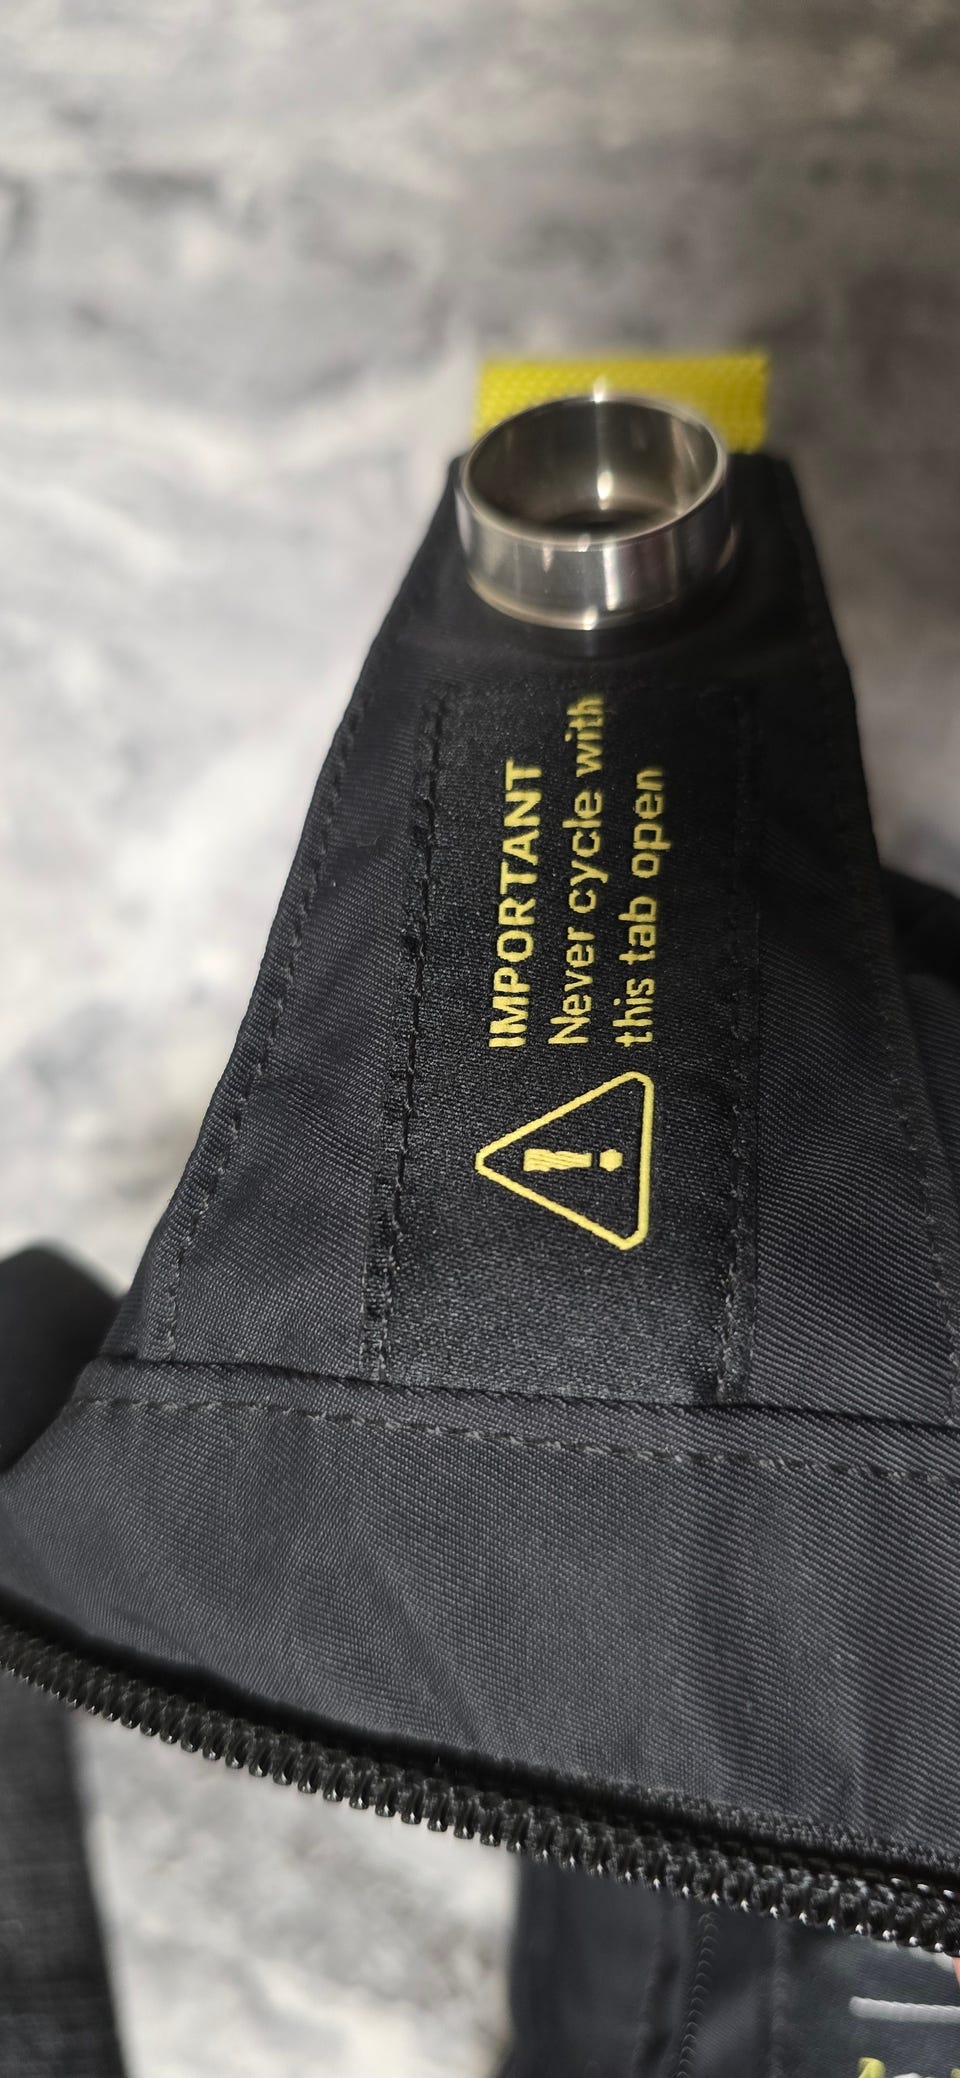 IMPORTANT
Never cycle with
this tab open